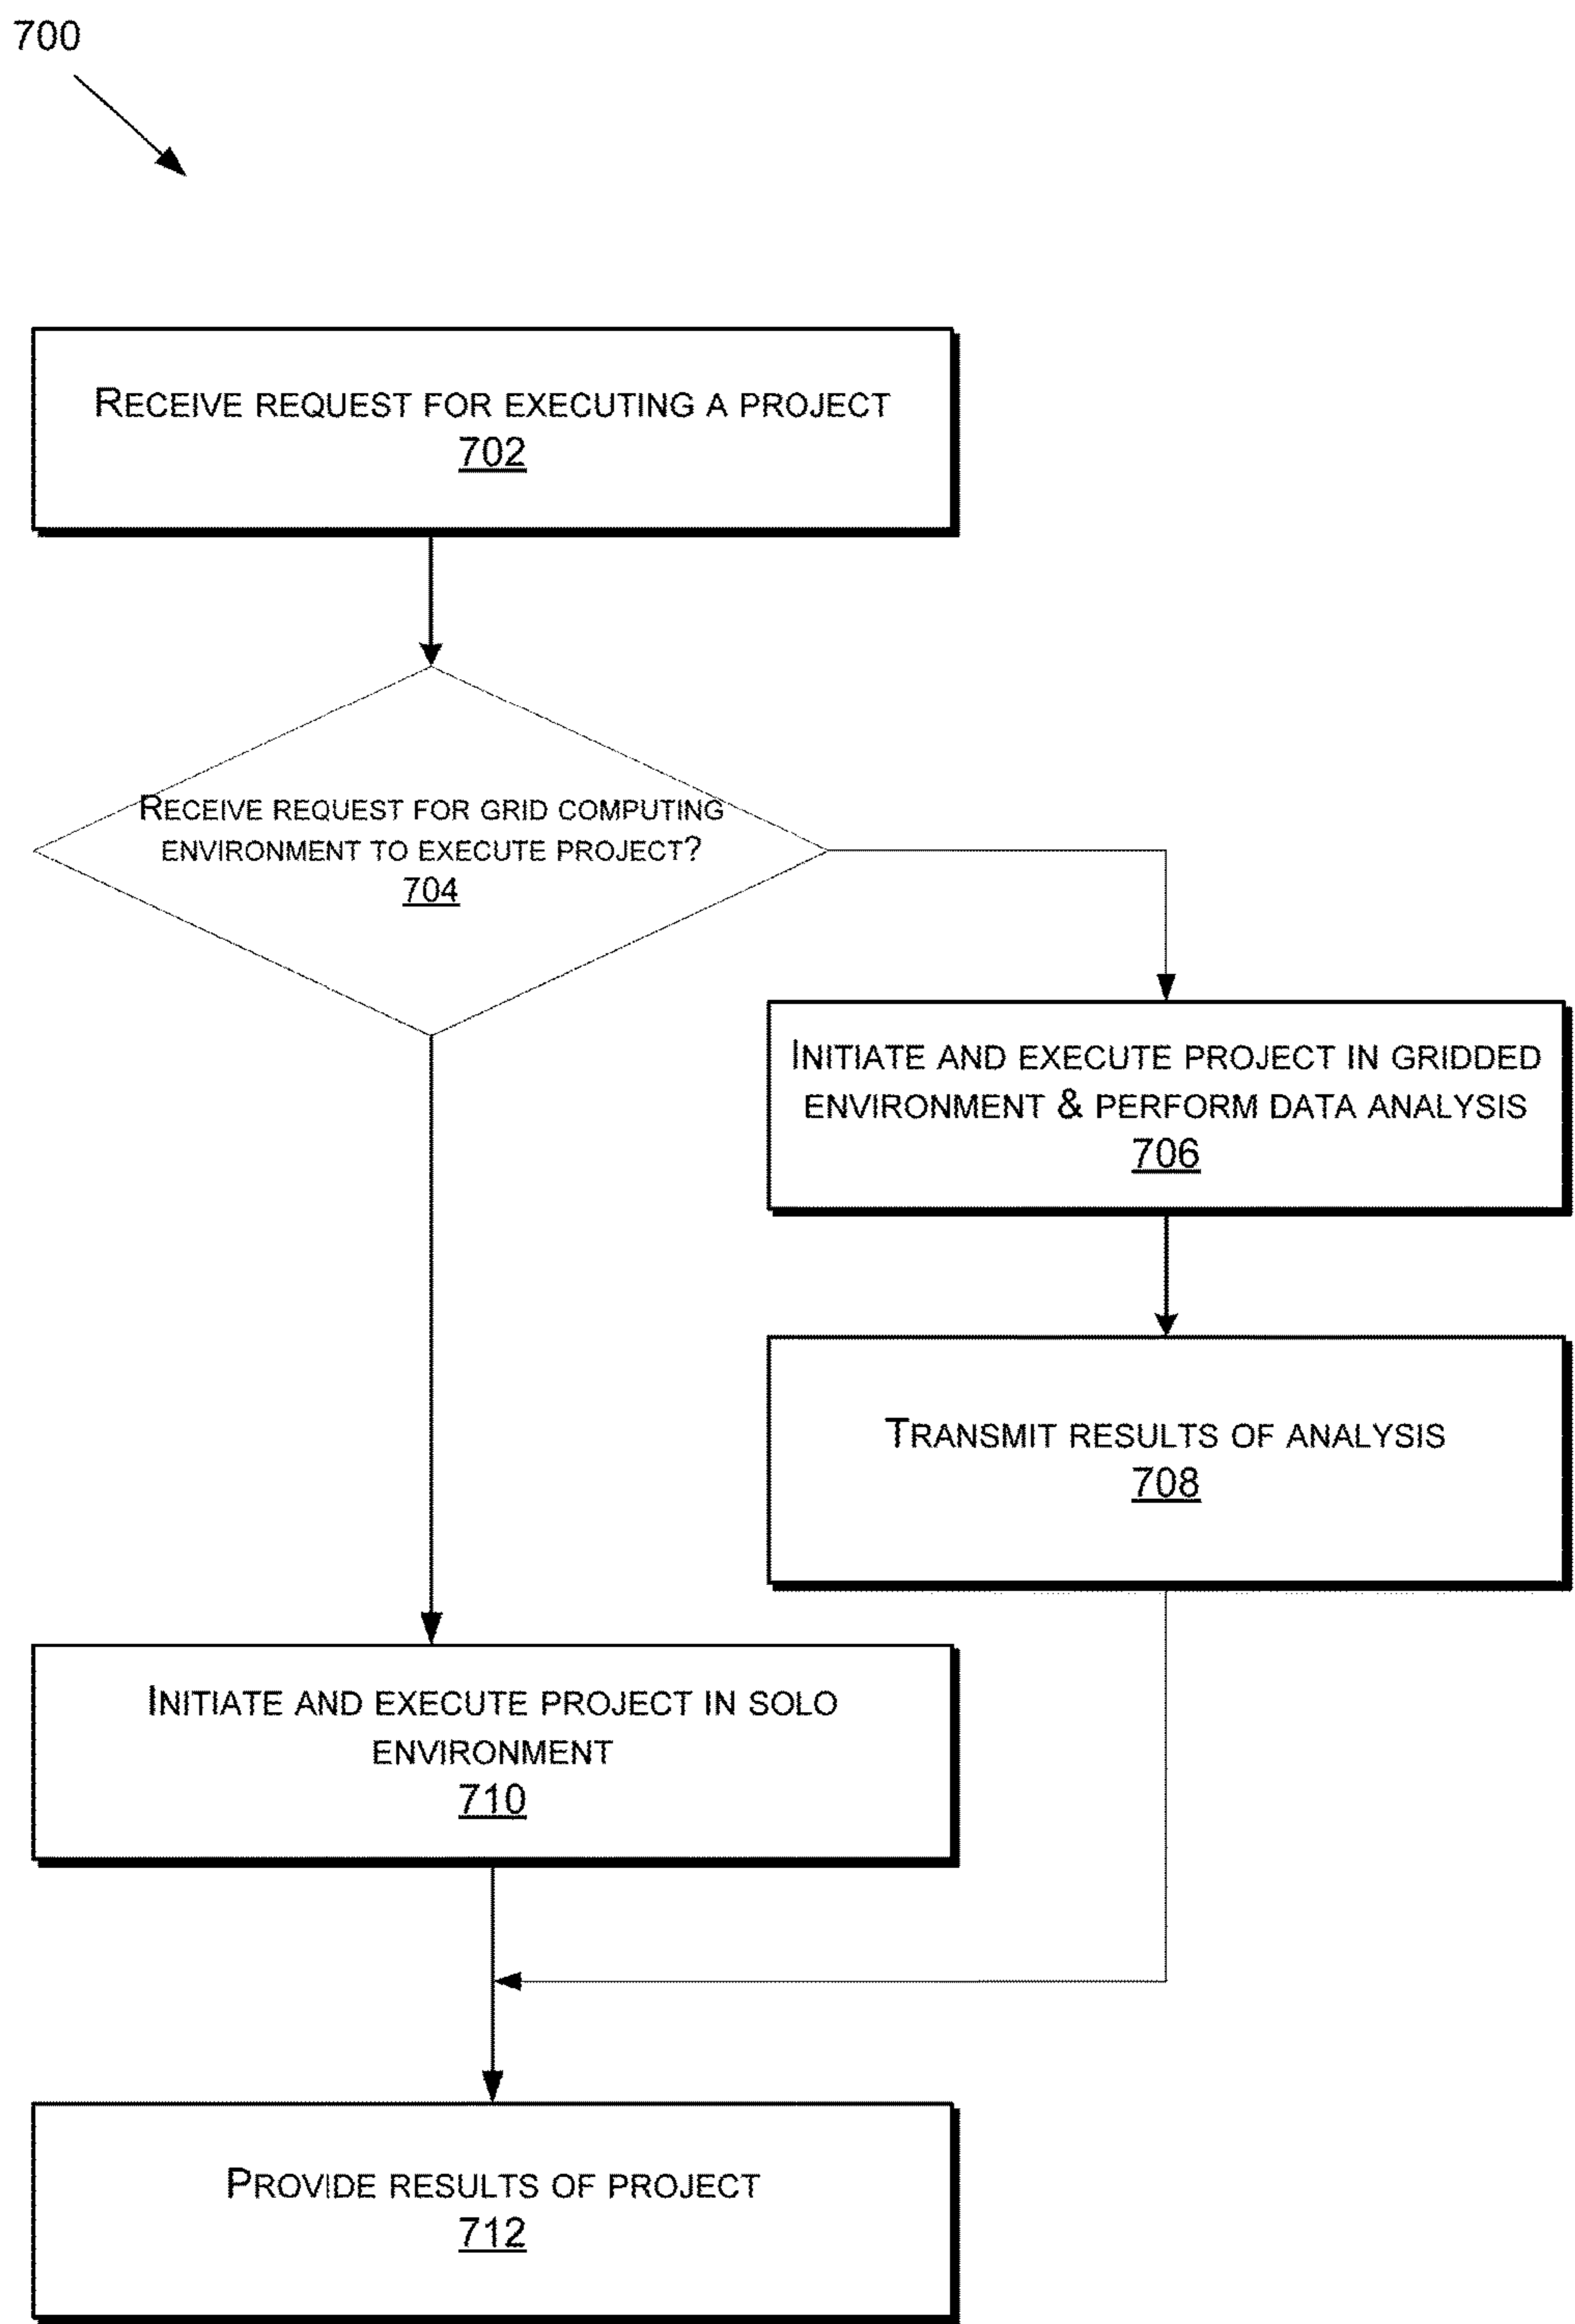 700
RECEIVE REQUEST FOR EXECUTING A PROJECT
702
RECEIVE REQUEST FOR GRID COMPUTING
ENVIRONMENT TO EXECUTE PROJECT?
704
INITIATE AND EXECUTE PROJECT IN GRIDDED
ENVIRONMENT & PERFORM DATA ANALYSIS
706
TRANSMIT RESULTS OF ANALYSIS
708
INITIATE AND EXECUTE PROJECT IN SOLO
ENVIRONMENT
710
PROVIDE RESULTS OF PROJECT
712